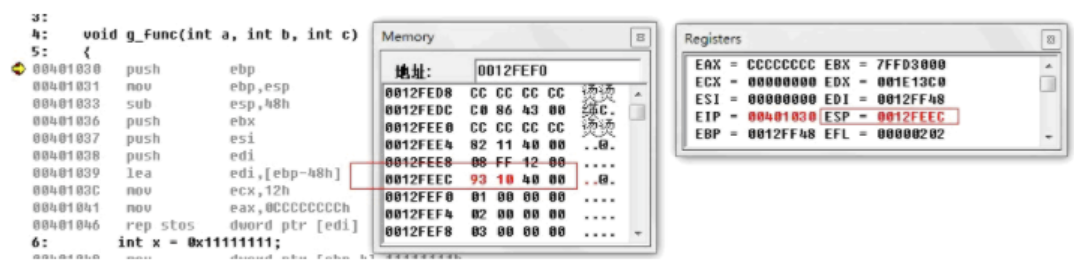 3:
4: void g_func(int a, int b, int c)
5: {
00401030 push ebp
00401031 mov ebp,esp
00401033 sub esp,48h
00401036 push ebx
00401037 push esi
00401038 push edi
00401039 lea edi,[ebp-48h]
0040103C mov ecx,12h
00401041 mov eax,0CCCCCCCCh
00401046 rep stos dword ptr [edi]
6: int x = 0x11111111;
Memory
地址: 0012FEF0
0012FED8 CC CC CC CC 烫烫
0012FEDC C0 86 43 00 C.
0012FEE0 CC CC CC CC 烫烫
0012FEE4 82 11 40 00 ..@.
0012FEE8 08 FF 12 00 ....
0012FEEC 93 10 40 00 ..@.
0012FEF0 01 00 00 00 ....
0012FEF4 02 00 00 00 ....
0012FEF8 03 00 00 00 ....
Registers
EAX = CCCCCCCC EBX = 7FFD3000
ECX = 00000000 EDX = 001E13C0
ESI = 00000000 EDI = 0012FF48
EIP = 00401030 ESP = 0012FEEC
EBP = 0012FF48 EFL = 00000202